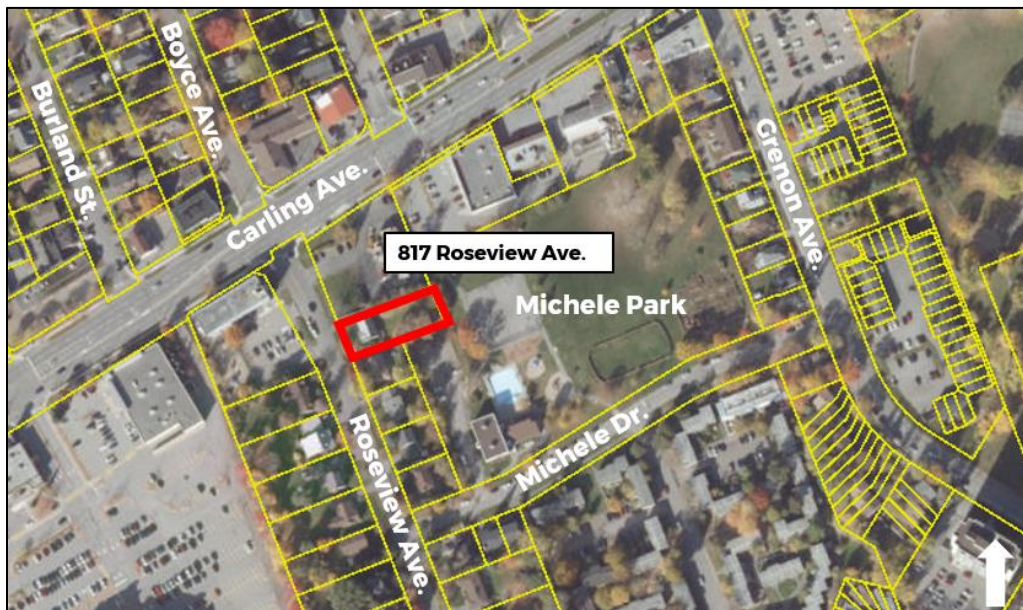 Burland St.
Boyce Ave.
Carling Ave.
Grenon Ave.
817 Roseview Ave.
Michele Park
Michele Dr.
Roseview Ave.